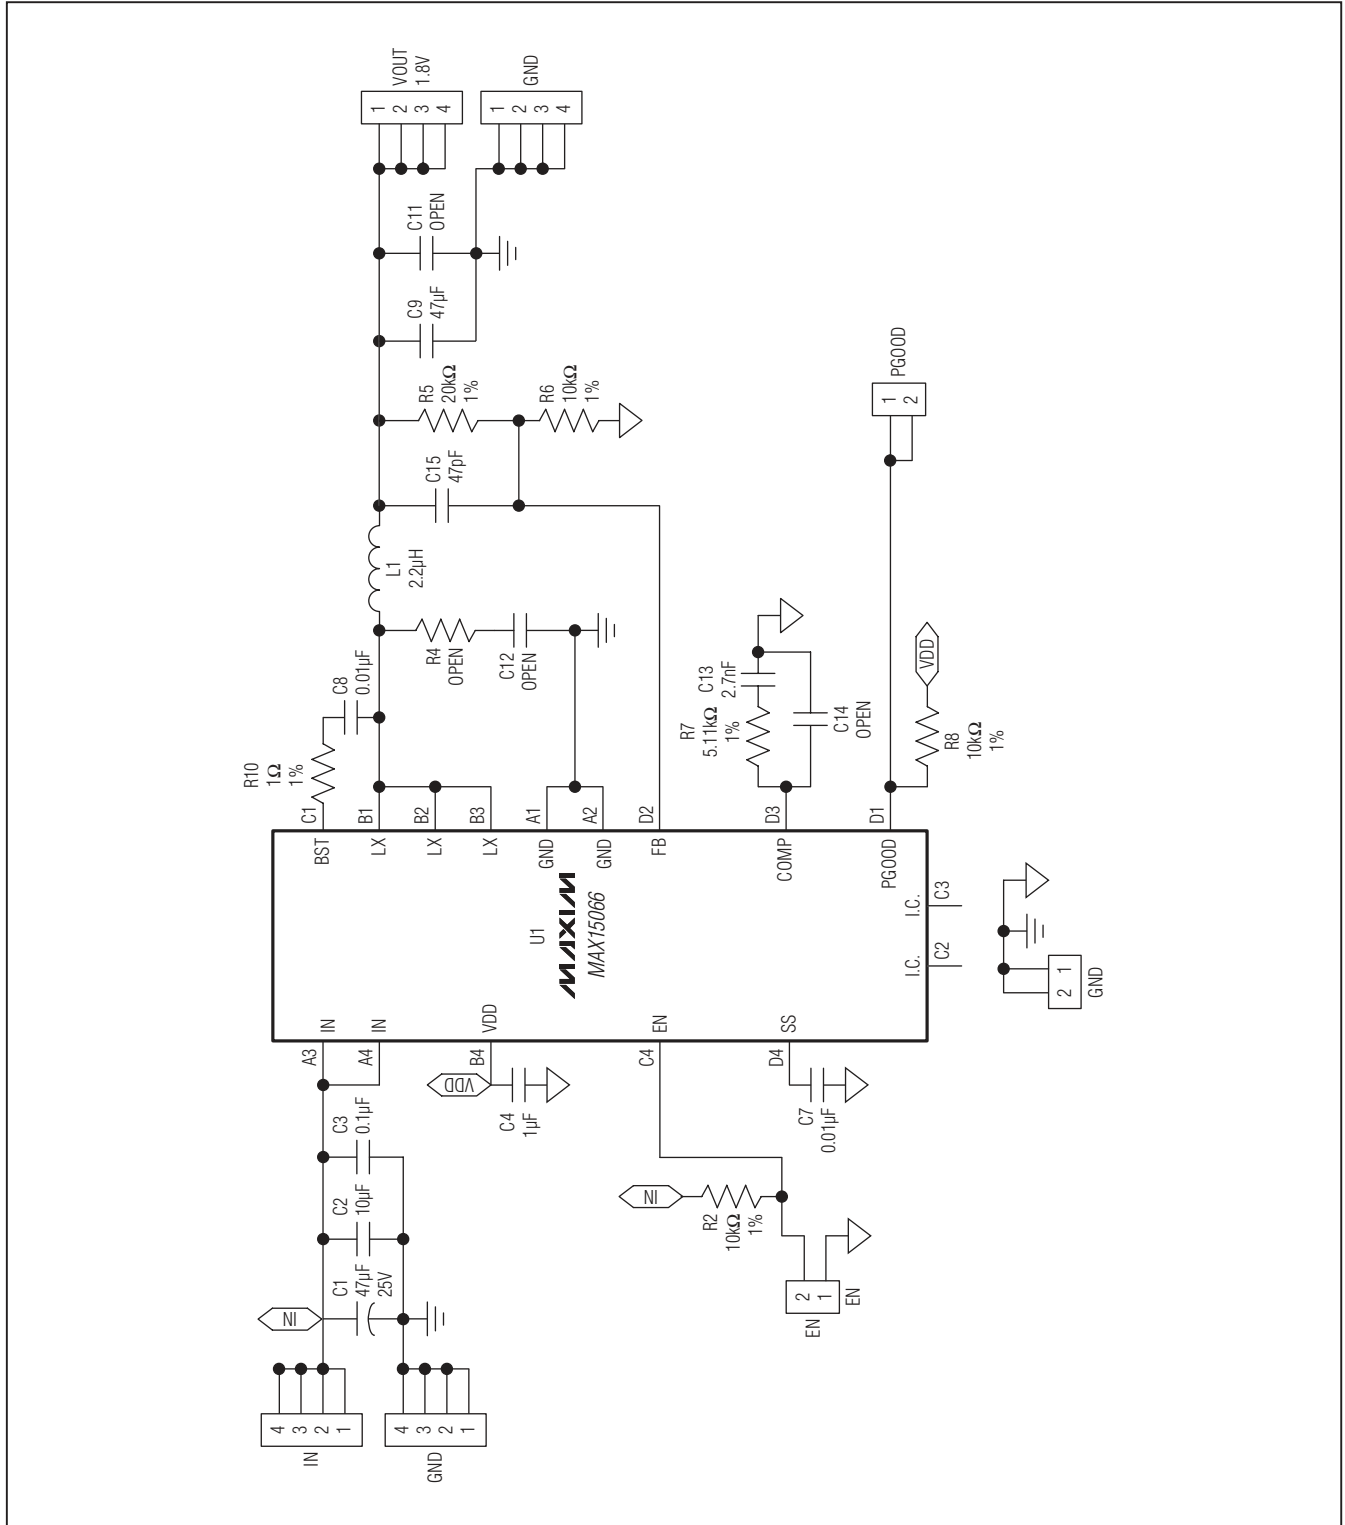 VOUT
1.8V
1
2
3
4
GND
1
2
3
4
C11
OPEN
C9
47µF
R5
20kΩ
1%
R6
10kΩ
1%
C15
47pF
L1
2.2µH
R4
OPEN
C12
OPEN
C8
0.01µF
R10
1Ω
1%
PGOOD
1
2
VDD
R8
10kΩ
1%
C13
2.7nF
R7
5.11kΩ
1%
C14
OPEN
C1
B1
B2
B3
A1
A2
D2
D3
D1
BST
LX
LX
LX
GND
GND
FB
COMP
PGOOD
I.C.
C3
I.C.
C2
U1
MAXIM
MAX15066
IN
IN
VDD
EN
SS
A3
A4
B4
C4
D4
2
1
GND
VDD
C4
1µF
C7
0.01µF
C3
0.1µF
C2
10µF
C1
47µF
25V
IN
IN
R2
10kΩ
1%
2
1
EN
EN
4
3
2
1
IN
4
3
2
1
GND